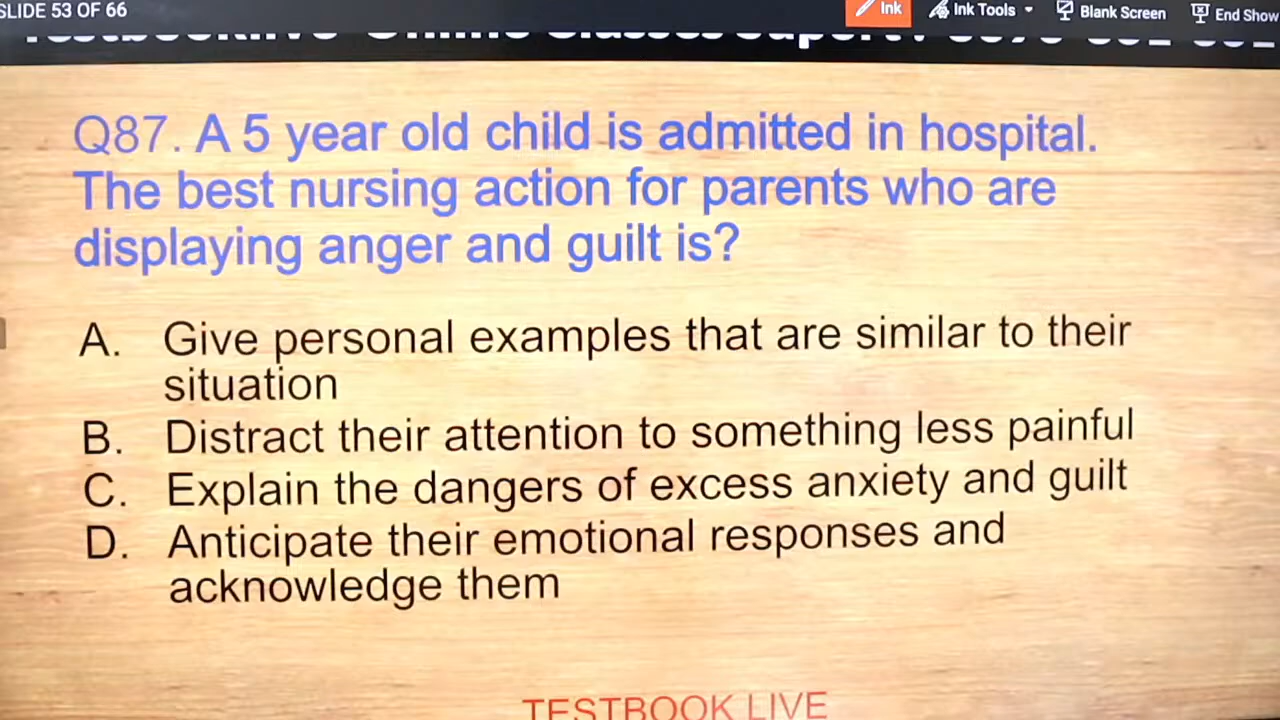 SLIDE 53 OF 66
Ink
Ink Tools
Blank Screen
End Show
Q87. A 5 year old child is admitted in hospital.
The best nursing action for parents who are
displaying anger and guilt is?
A. Give personal examples that are similar to their
situation
B. Distract their attention to something less painful
C. Explain the dangers of excess anxiety and guilt
D. Anticipate their emotional responses and
acknowledge them
TESTBOOK LIVE